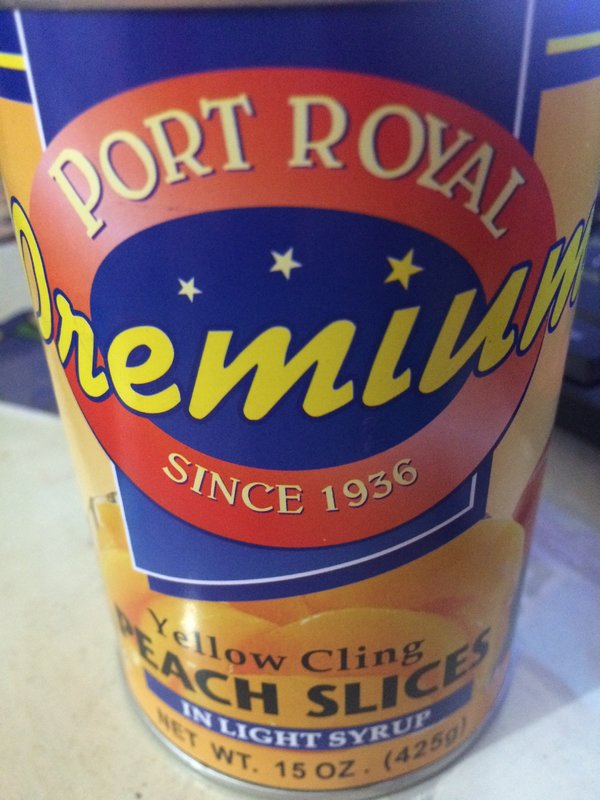 PORT ROYAL
Premium
SINCE 1936
Yellow Cling
PEACH SLICES
IN LIGHT SYRUP
NET WT. 15 OZ. (425g)